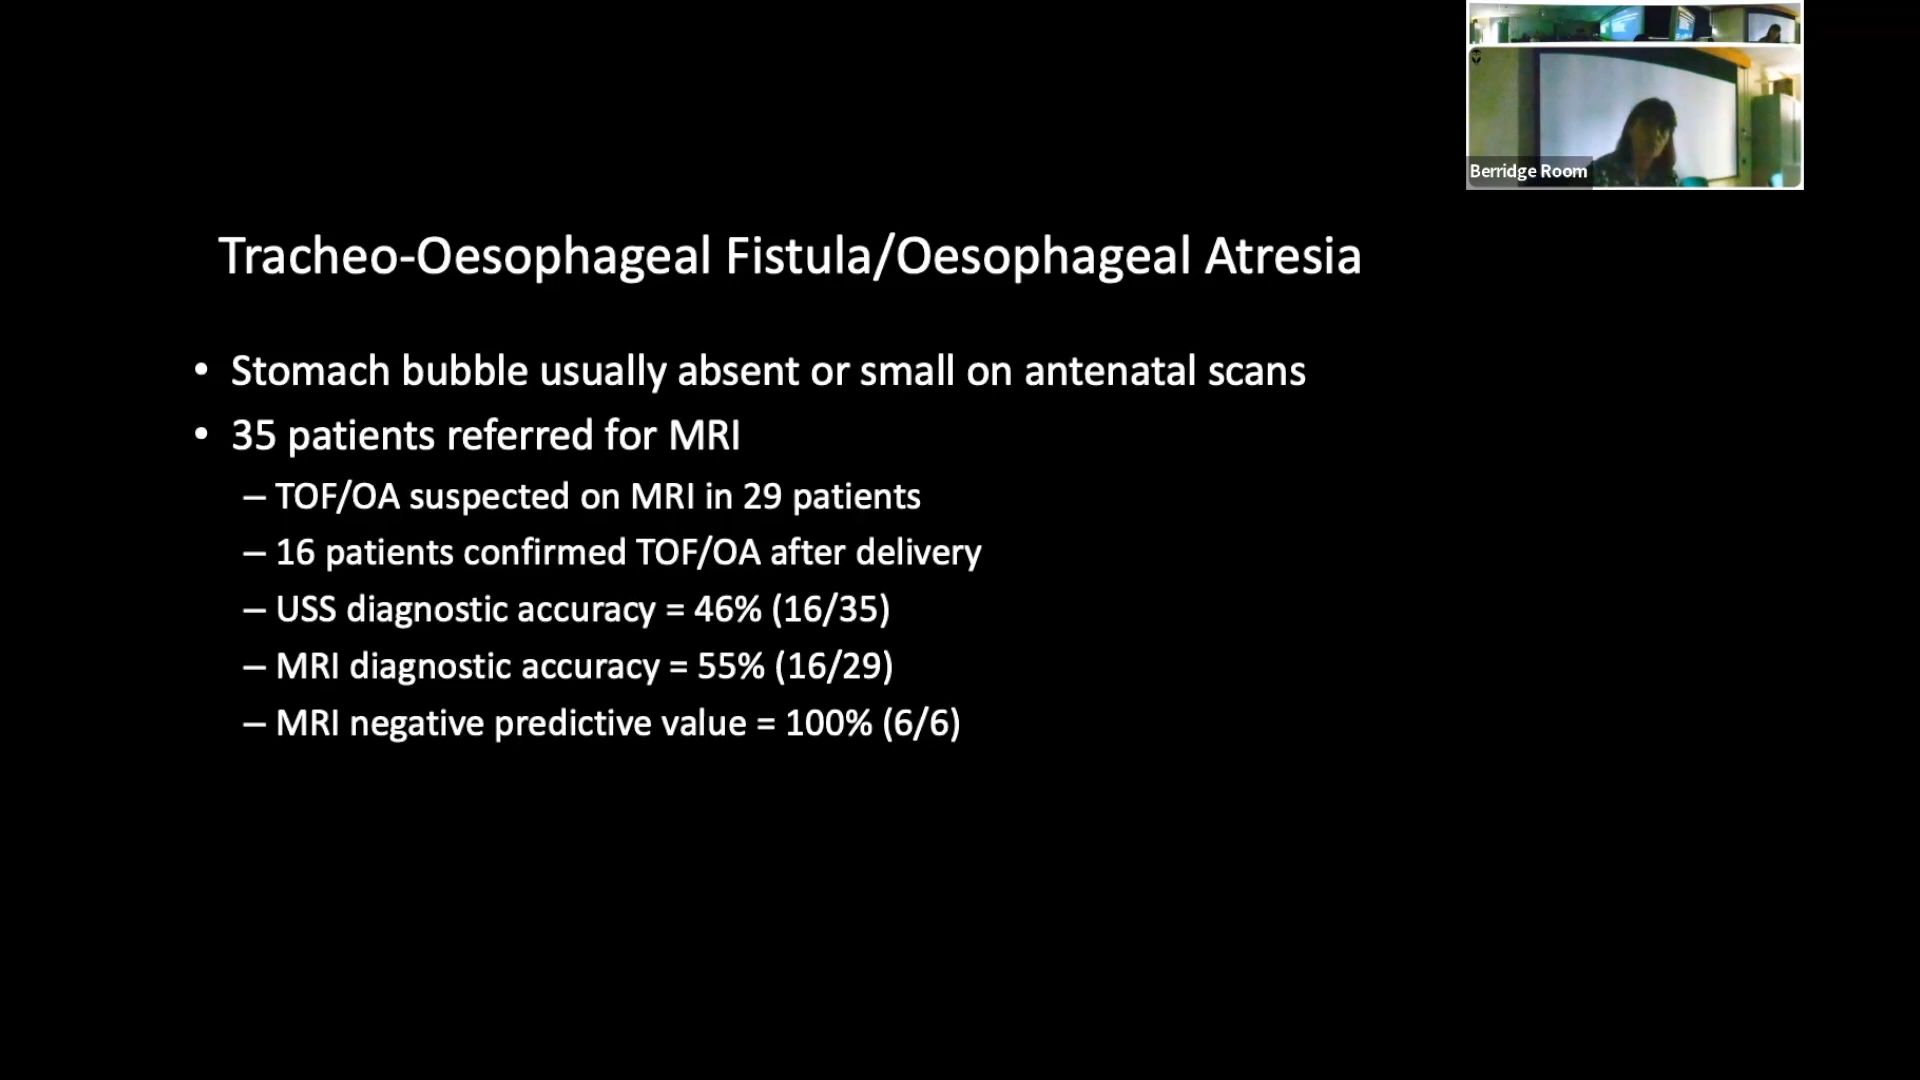 Berridge Room
Tracheo-Oesophageal Fistula/Oesophageal Atresia
• Stomach bubble usually absent or small on antenatal scans
• 35 patients referred for MRI
– TOF/OA suspected on MRI in 29 patients
– 16 patients confirmed TOF/OA after delivery
– USS diagnostic accuracy = 46% (16/35)
– MRI diagnostic accuracy = 55% (16/29)
– MRI negative predictive value = 100% (6/6)